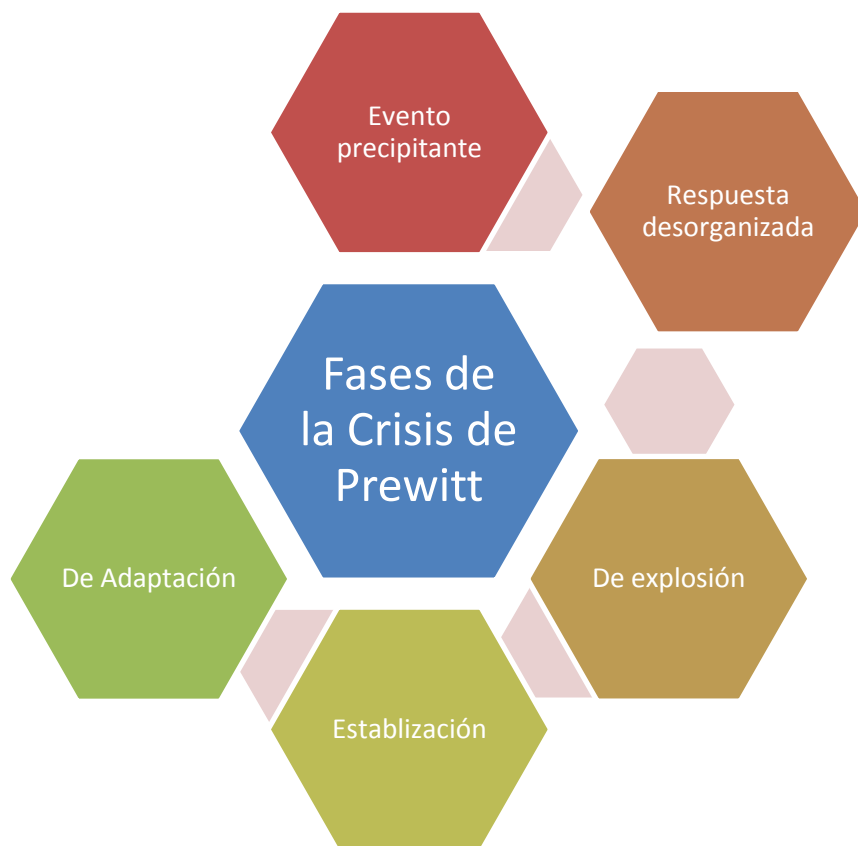 Evento
precipitante
Respuesta
desorganizada
Fases de
la Crisis de
Prewitt
De explosión
Establización
De Adaptación